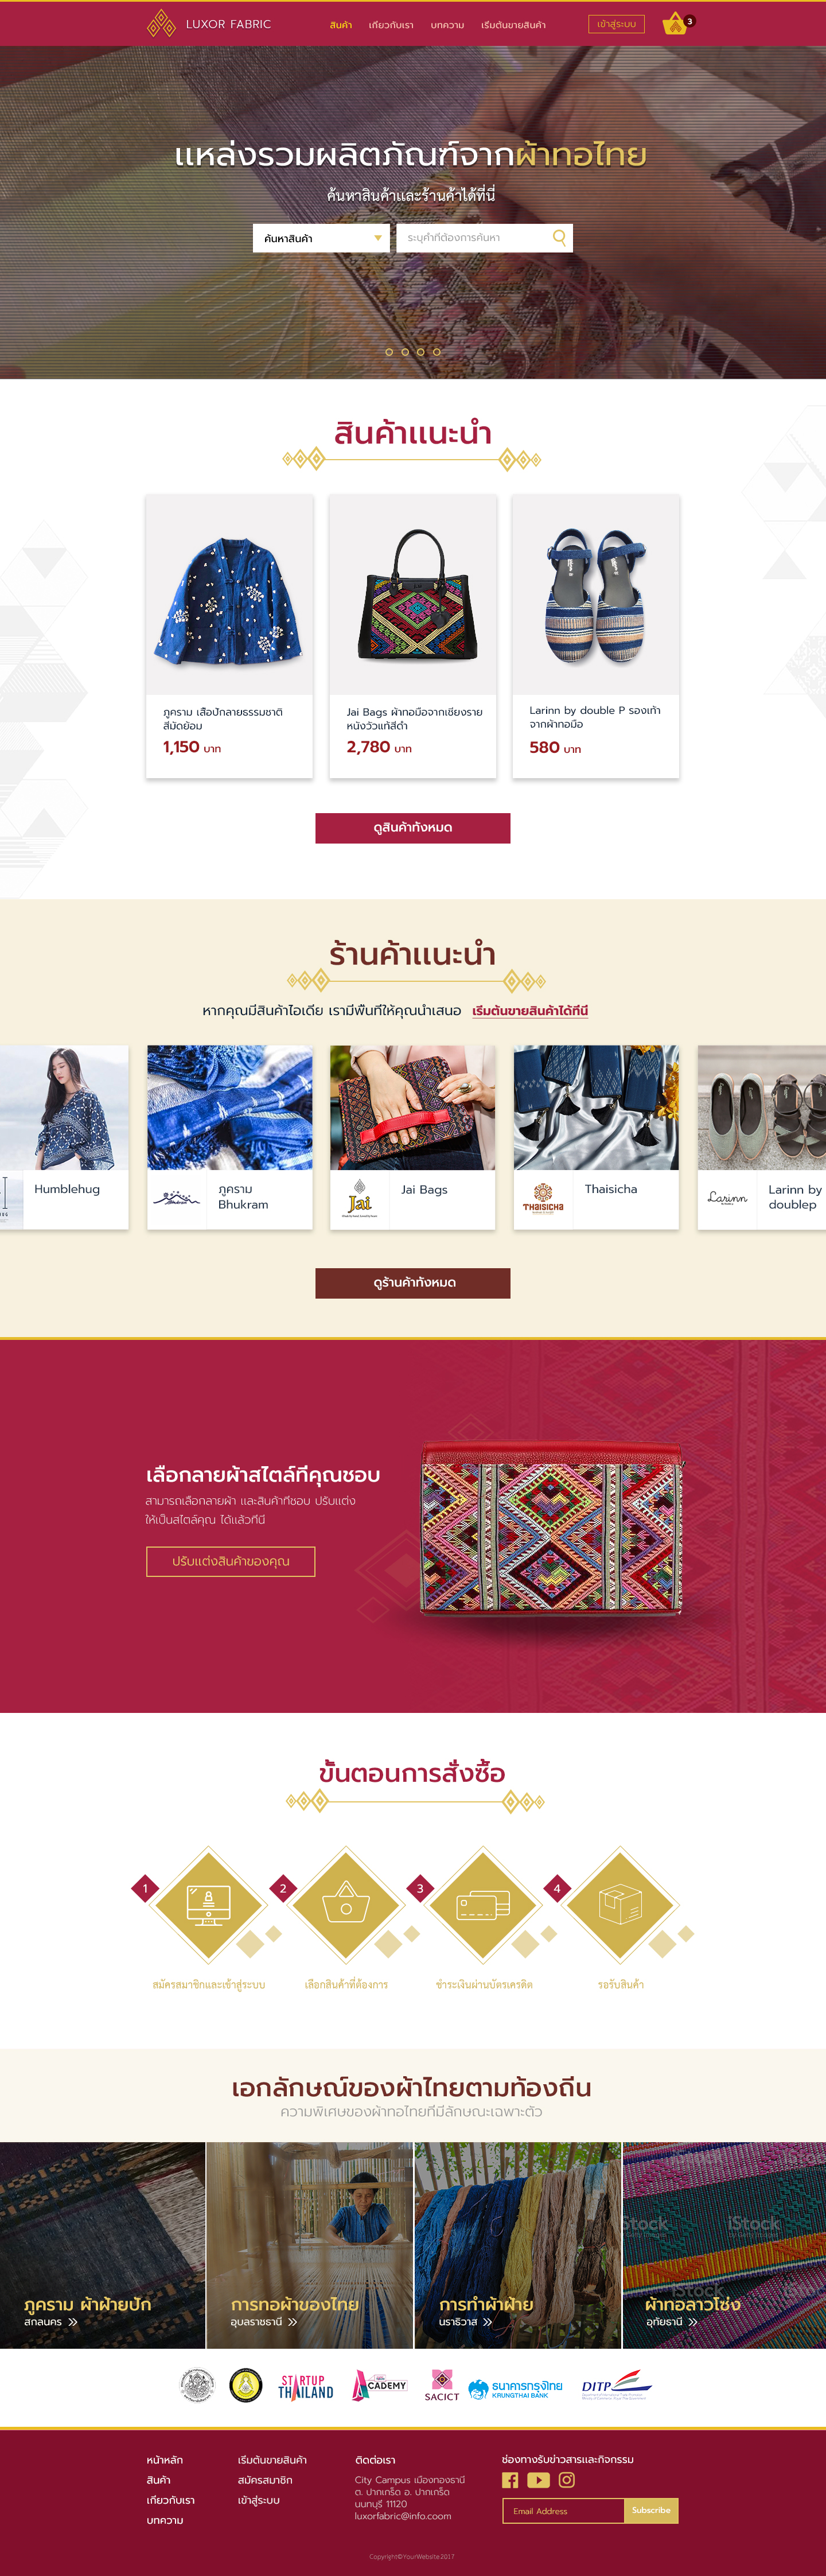 LUXOR FABRIC
สินค้า
เกี่ยวกับเรา
บทความ
เริ่มต้นขายสินค้า
เข้าสู่ระบบ
3
แหล่งรวมผลิตภัณฑ์จากผ้าทอไทย
ค้นหาสินค้าและร้านค้าได้ที่นี่
ค้นหาสินค้า
ระบุคำที่ต้องการค้นหา
สินค้าแนะนำ
ภูคราม เสื้อปักลายธรรมชาติ
สีมัดย้อม
1,150 บาท
Jai Bags ผ้าทอมือจากเชียงราย
หนังวัวแท้สีดำ
2,780 บาท
Larinn by double P รองเท้า
จากผ้าทอมือ
580 บาท
ดูสินค้าทั้งหมด
ร้านค้าแนะนำ
หากคุณมีสินค้าไอเดีย เรามีพื้นที่ให้คุณนำเสนอ เริ่มต้นขายสินค้าได้ที่นี่
Humblehug
ภูคราม
Bhukram
Jai
Jai Bags
THAISICHA
Thaisicha
Larinn
Larinn by
doublep
ดูร้านค้าทั้งหมด
เลือกลายผ้าสไตล์ที่คุณชอบ
สามารถเลือกลายผ้า และสินค้าที่ชอบ ปรับแต่ง
ให้เป็นสไตล์คุณ ได้แล้วที่นี่
ปรับแต่งสินค้าของคุณ
ขั้นตอนการสั่งซื้อ
1
2
3
4
สมัครสมาชิกและเข้าสู่ระบบ
เลือกสินค้าที่ต้องการ
ชำระเงินผ่านบัตรเครดิต
รอรับสินค้า
เอกลักษณ์ของผ้าไทยตามท้องถิ่น
ความพิเศษของผ้าทอไทยที่มีลักษณะเฉพาะตัว
iStock
iStock
iStock
ภูคราม ผ้าฝ้ายปัก
สกลนคร
การทอผ้าของไทย
อุบลราชธานี
การทำผ้าฝ้าย
นราธิวาส
ผ้าทอลาวโซ่ง
อุทัยธานี
STARTUP
THAILAND
ACADEMY
SACICT
ธนาคารกรุงไทย
KRUNGTHAI BANK
DITP
หน้าหลัก
สินค้า
เกี่ยวกับเรา
บทความ
เริ่มต้นขายสินค้า
สมัครสมาชิก
เข้าสู่ระบบ
ติดต่อเรา
City Campus เมืองทองธานี
ต. ปากเกร็ด อ. ปากเกร็ด
นนทบุรี 11120
luxorfabric@info.coom
ช่องทางรับข่าวสารและกิจกรรม
Email Address
Subscribe
Copyright©YourWebsite 2017